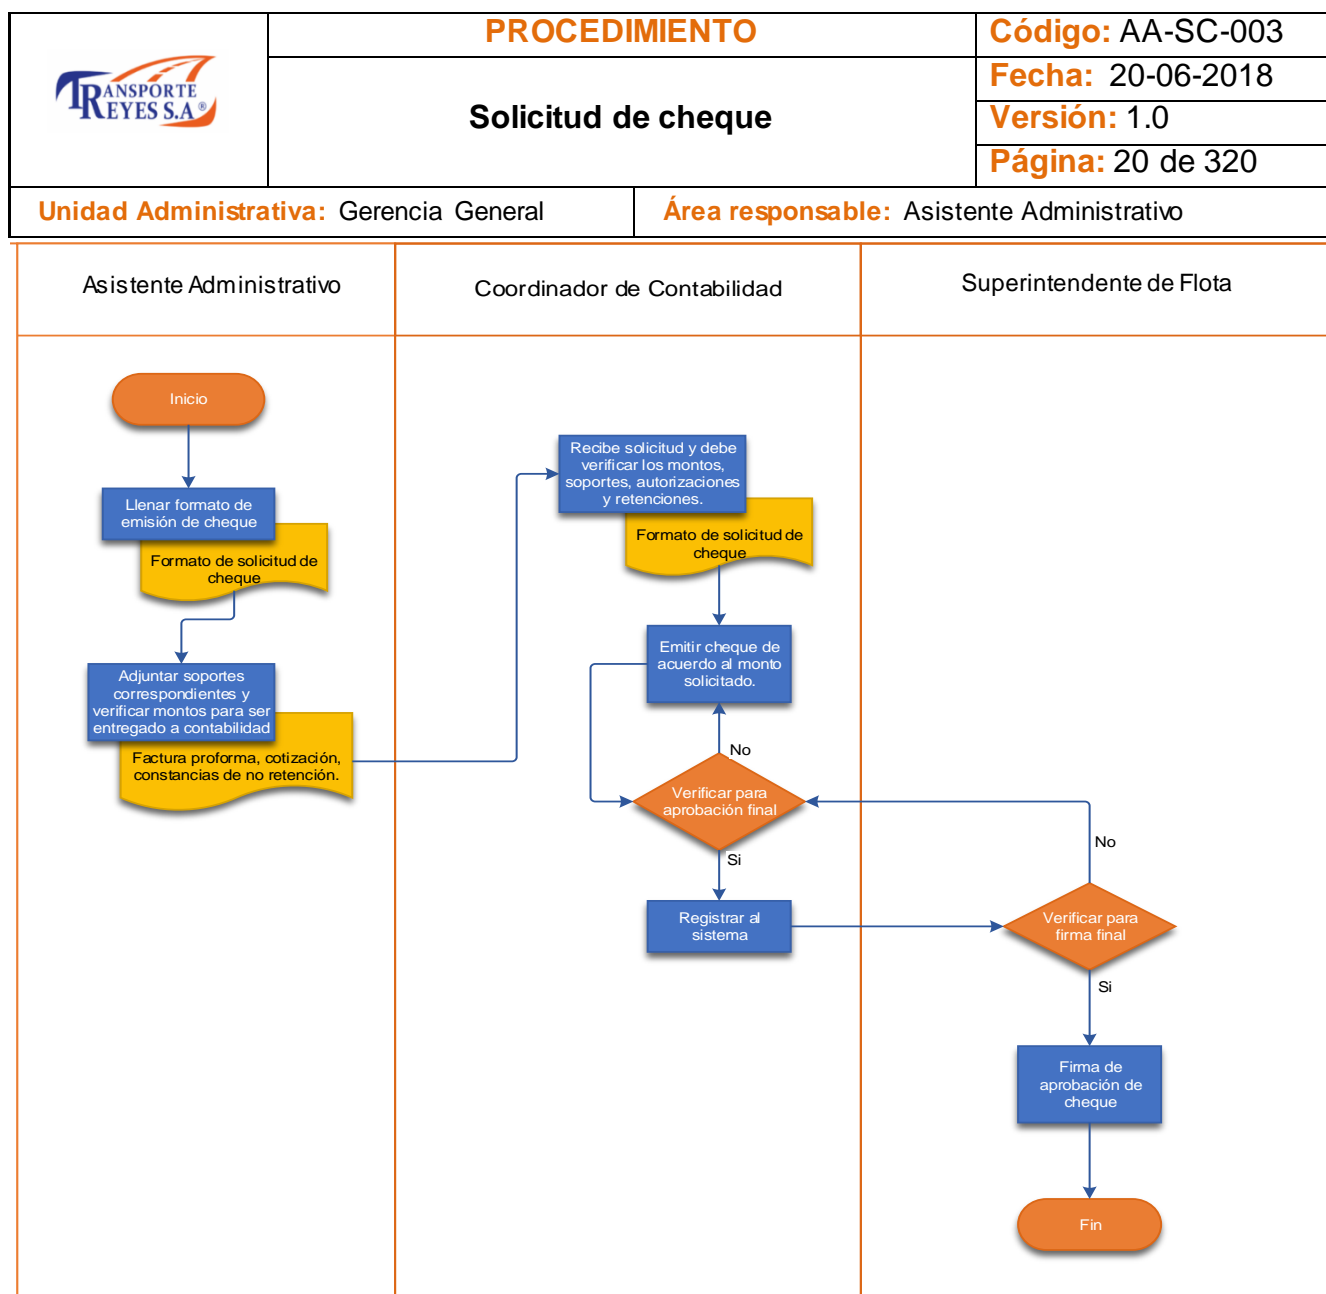 TRANSPORTE
REYES S.A ®
PROCEDIMIENTO
Solicitud de cheque
Código: AA-SC-003
Fecha: 20-06-2018
Versión: 1.0
Página: 20 de 320
Unidad Administrativa: Gerencia General
Área responsable: Asistente Administrativo
Asistente Administrativo
Coordinador de Contabilidad
Superintendente de Flota
Inicio
Llenar formato de
emisión de cheque
Formato de solicitud de
cheque
Adjuntar soportes
correspondientes y
verificar montos para ser
entregado a contabilidad
Factura proforma, cotización,
constancias de no retención.
Recibe solicitud y debe
verificar los montos,
soportes, autorizaciones
y retenciones.
Formato de solicitud de
cheque
Emitir cheque de
acuerdo al monto
solicitado.
No
Verificar para
aprobación final
Si
Registrar al
sistema
No
Verificar para
firma final
Si
Firma de
aprobación de
cheque
Fin